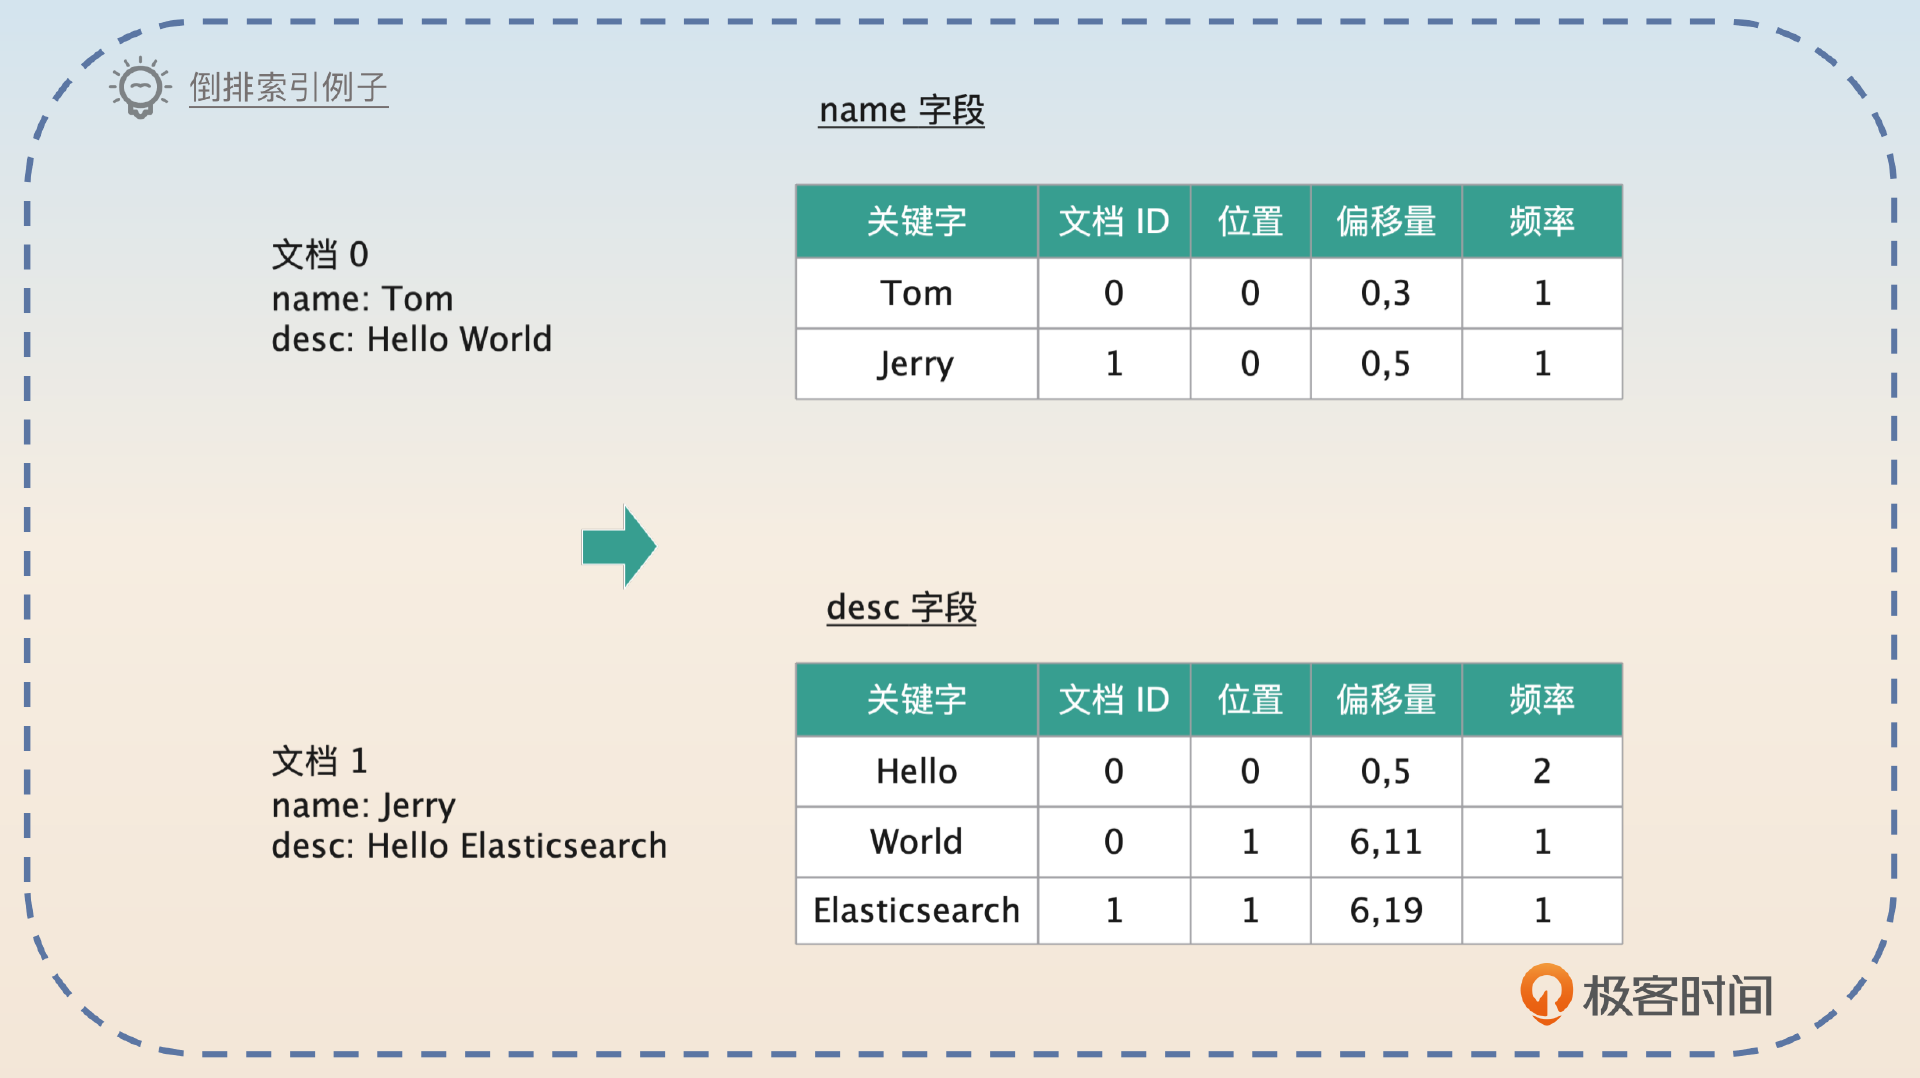 倒排索引例子
文档 0
name: Tom
desc: Hello World
文档 1
name: Jerry
desc: Hello Elasticsearch
name 字段
关键字 文档 ID 位置 偏移量 频率
Tom 0 0 0,3 1
Jerry 1 0 0,5 1
desc 字段
关键字 文档 ID 位置 偏移量 频率
Hello 0 0 0,5 2
World 0 1 6,11 1
Elasticsearch 1 1 6,19 1
极客时间